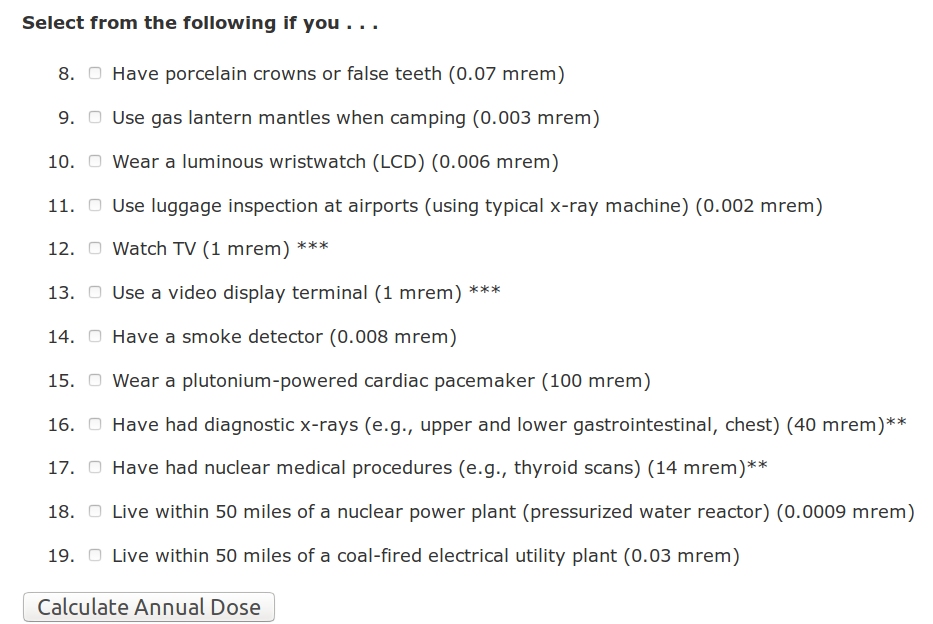 Select from the following if you . . .
8. Have porcelain crowns or false teeth (0.07 mrem)
9. Use gas lantern mantles when camping (0.003 mrem)
10. Wear a luminous wristwatch (LCD) (0.006 mrem)
11. Use luggage inspection at airports (using typical x-ray machine) (0.002 mrem)
12. Watch TV (1 mrem) ***
13. Use a video display terminal (1 mrem) ***
14. Have a smoke detector (0.008 mrem)
15. Wear a plutonium-powered cardiac pacemaker (100 mrem)
16. Have had diagnostic x-rays (e.g., upper and lower gastrointestinal, chest) (40 mrem)**
17. Have had nuclear medical procedures (e.g., thyroid scans) (14 mrem)**
18. Live within 50 miles of a nuclear power plant (pressurized water reactor) (0.0009 mrem)
19. Live within 50 miles of a coal-fired electrical utility plant (0.03 mrem)
Calculate Annual Dose